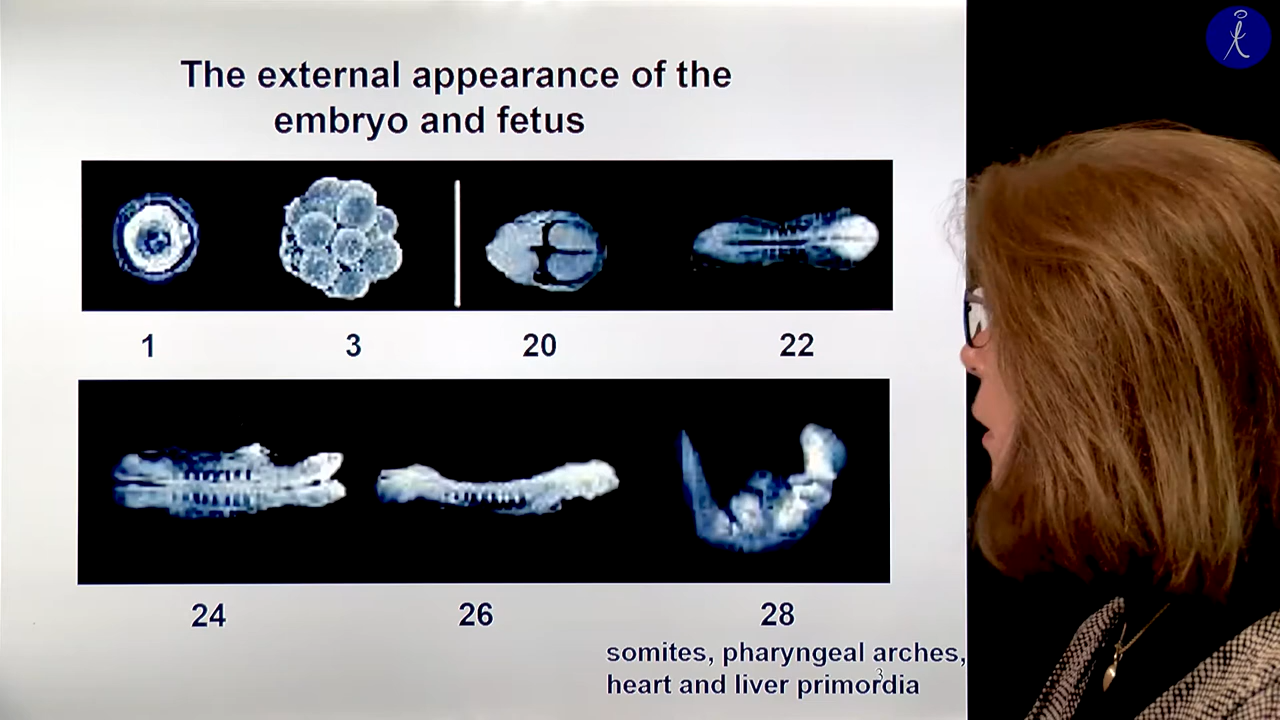 The external appearance of the
embryo and fetus
1 3 20 22
24 26 28
somites, pharyngeal arches,
heart and liver primordia
3